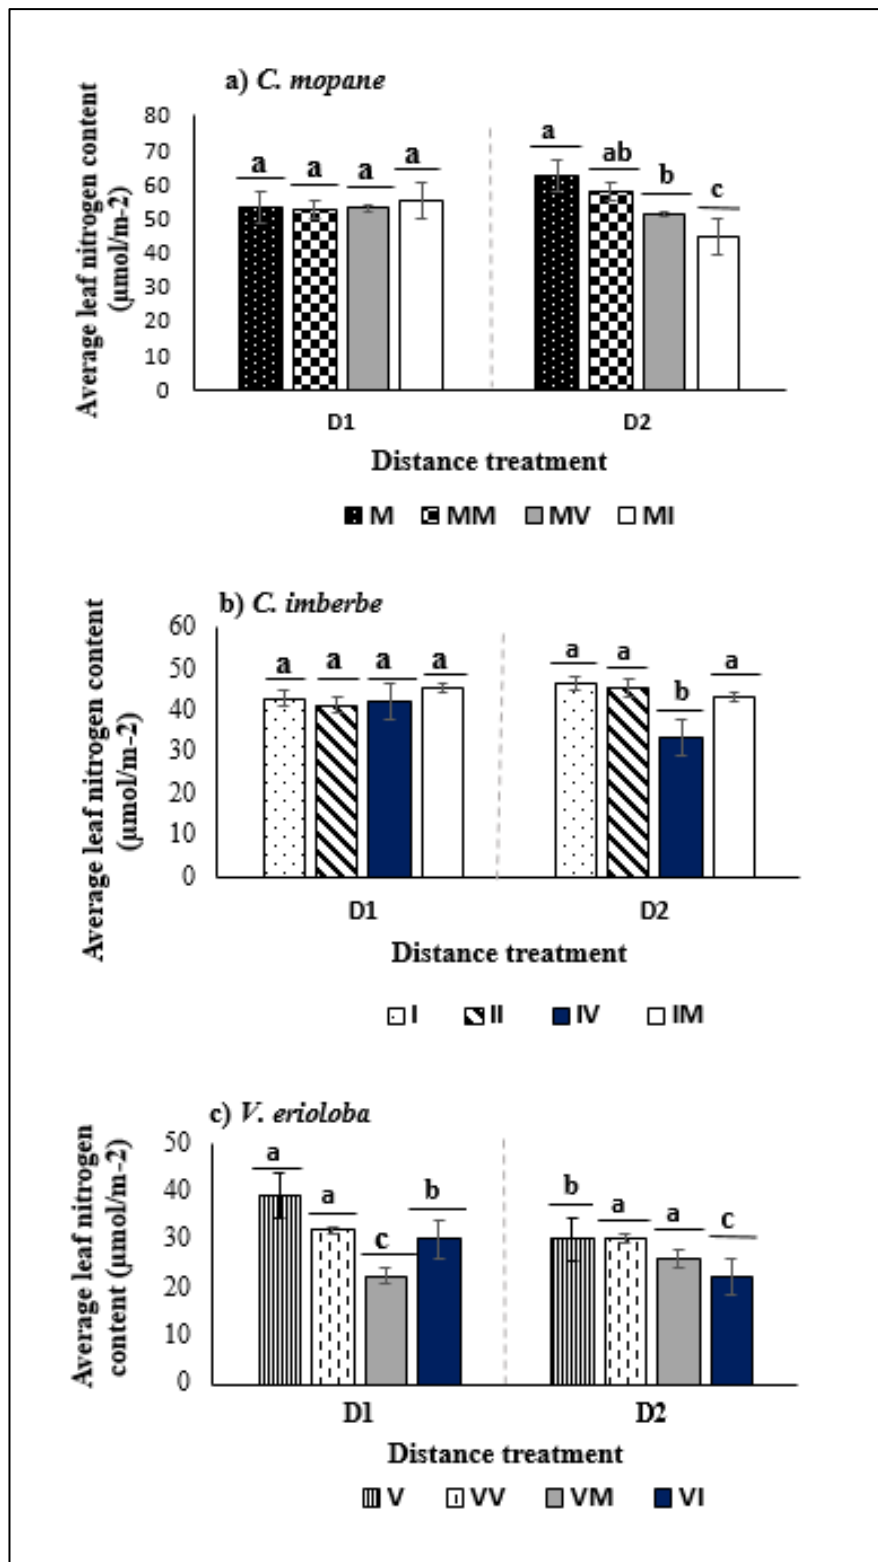 a) C. mopane
Average leaf nitrogen content
(µmol/m-2)
80
70
60
50
40
30
20
10
0
a a a a
a ab b c
D1 D2
Distance treatment
M MM MV MI
b) C. imberbe
Average leaf nitrogen content
(µmol/m-2)
60
50
40
30
20
10
0
a a a a
a a b a
D1 D2
Distance treatment
I II IV IM
c) V. erioloba
Average leaf nitrogen
content (µmol/m-2)
50
40
30
20
10
0
a a c b
b a a c
D1 D2
Distance treatment
V VV VM VI